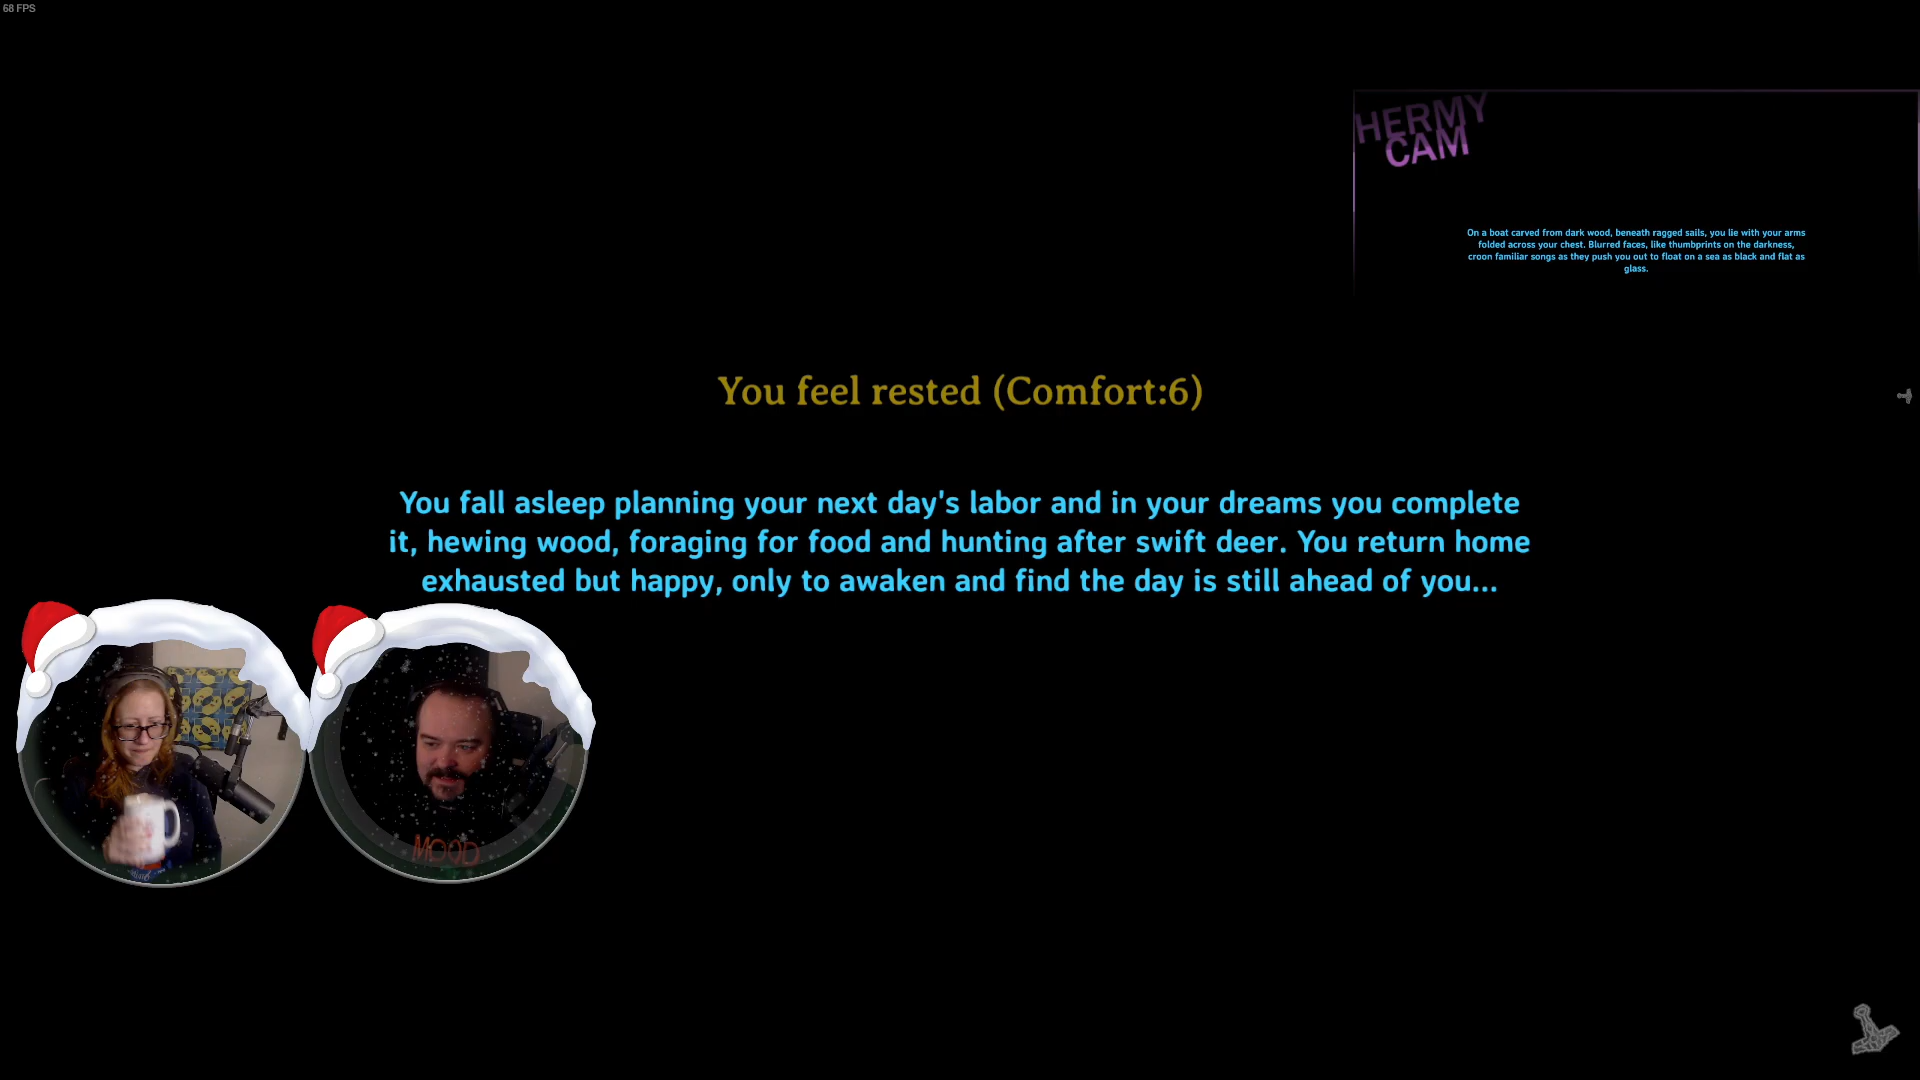 68 FPS
HERMY
CAM
On a boat carved from dark wood, beneath ragged sails, you lie with your arms
folded across your chest. Blurred faces, like thumbprints on the darkness,
croon familiar songs as they push you out to float on a sea as black and flat as
glass.
You feel rested (Comfort:6)
You fall asleep planning your next day's labor and in your dreams you complete
it, hewing wood, foraging for food and hunting after swift deer. You return home
exhausted but happy, only to awaken and find the day is still ahead of you...
MOOD